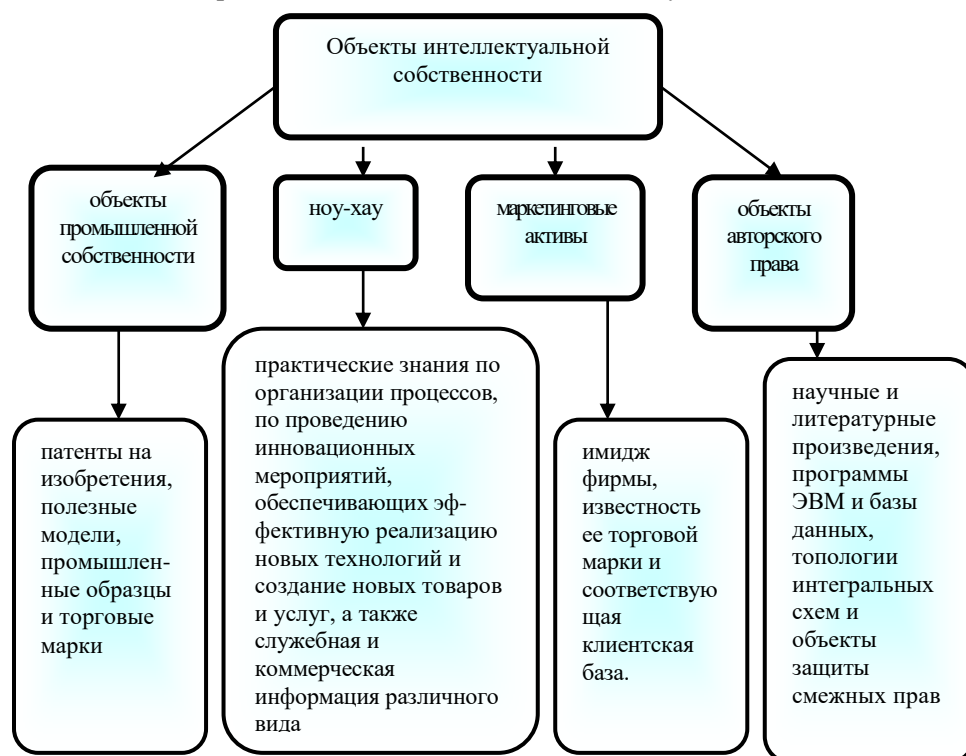 Объекты интеллектуальной
собственности
объекты
промышленной
собственности
ноу-хау
маркетинговые
активы
объекты
авторского
права
патенты на
изобретения,
полезные
модели,
промышлен-
ные образцы
и торговые
марки
практические знания по
организации процессов,
по проведению
инновационных
мероприятий,
обеспечивающих эф-
фективную реализацию
новых технологий и
создание новых товаров
и услуг, а также
служебная и
коммерческая
информация различного
вида
имидж
фирмы,
известность
ее торговой
марки и
соответствую
щая
клиентская
база.
научные и
литературные
произведения,
программы
ЭВМ и базы
данных,
топологии
интегральных
схем и
объекты
защиты
смежных прав